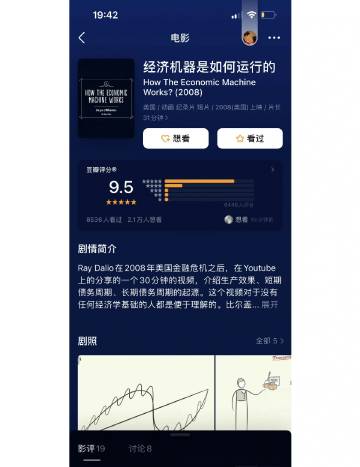 19:42
电影
HOW THE ECONOMIC
MACHINE WORKS
经济机器是如何运行的
How The Economic Machine
Works? (2008)
美国 / 动画 纪录片 短片 / 2008(美国) 上映 / 片长
31分钟 >
想看
看过
豆瓣评分®
9.5
6446人评分
8536人看过 2.1万人想看
想看
剧情简介
Ray Dalio在2008年美国金融危机之后，在Youtube
上的分享的一个30分钟的视频，介绍生产效果、短期
债务周期、长期债务周期的起源。这个视频对于没有
任何经济学基础的人都是便于理解的。比尔盖... 展开
剧照
全部 5 >
影评 19
讨论 8